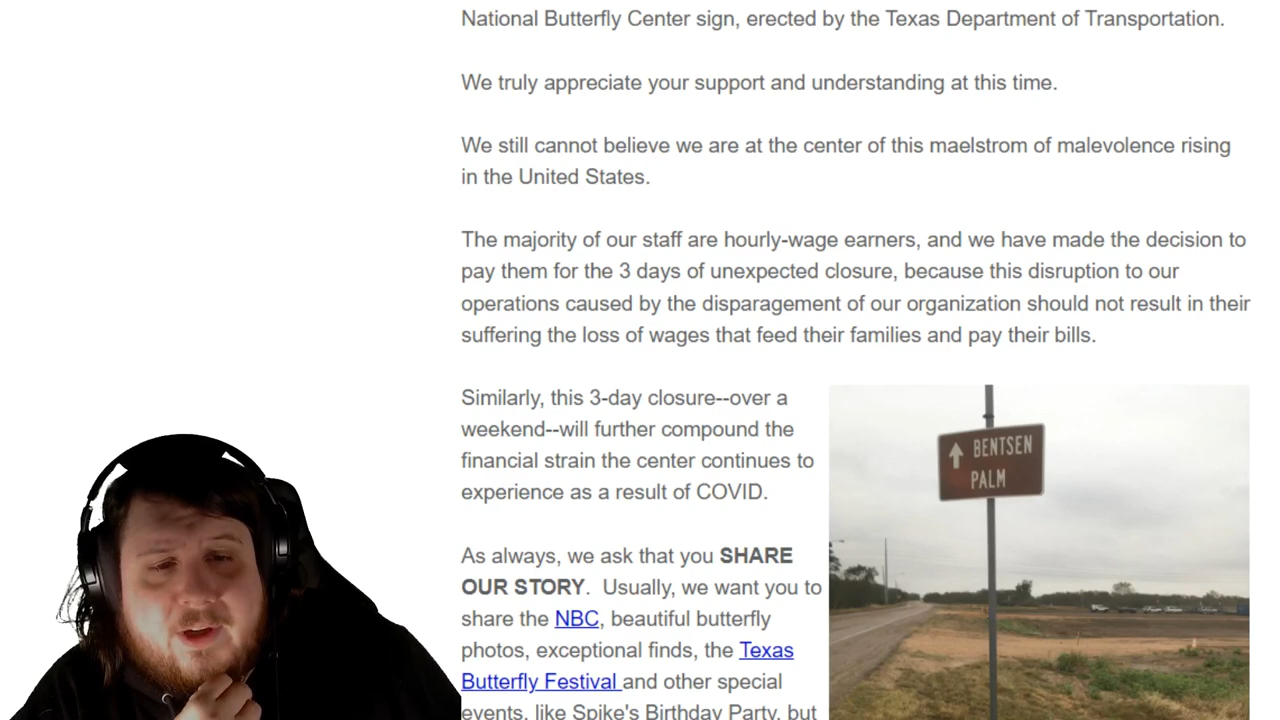 National Butterfly Center sign, erected by the Texas Department of Transportation.
We truly appreciate your support and understanding at this time.
We still cannot believe we are at the center of this maelstrom of malevolence rising
in the United States.
The majority of our staff are hourly-wage earners, and we have made the decision to
pay them for the 3 days of unexpected closure, because this disruption to our
operations caused by the disparagement of our organization should not result in their
suffering the loss of wages that feed their families and pay their bills.
Similarly, this 3-day closure--over a
weekend--will further compound the
financial strain the center continues to
experience as a result of COVID.
As always, we ask that you SHARE
OUR STORY. Usually, we want you to
share the NBC, beautiful butterfly
photos, exceptional finds, the Texas
Butterfly Festival and other special
events, like Spike's Birthday Party, but
BENTSEN
PALM